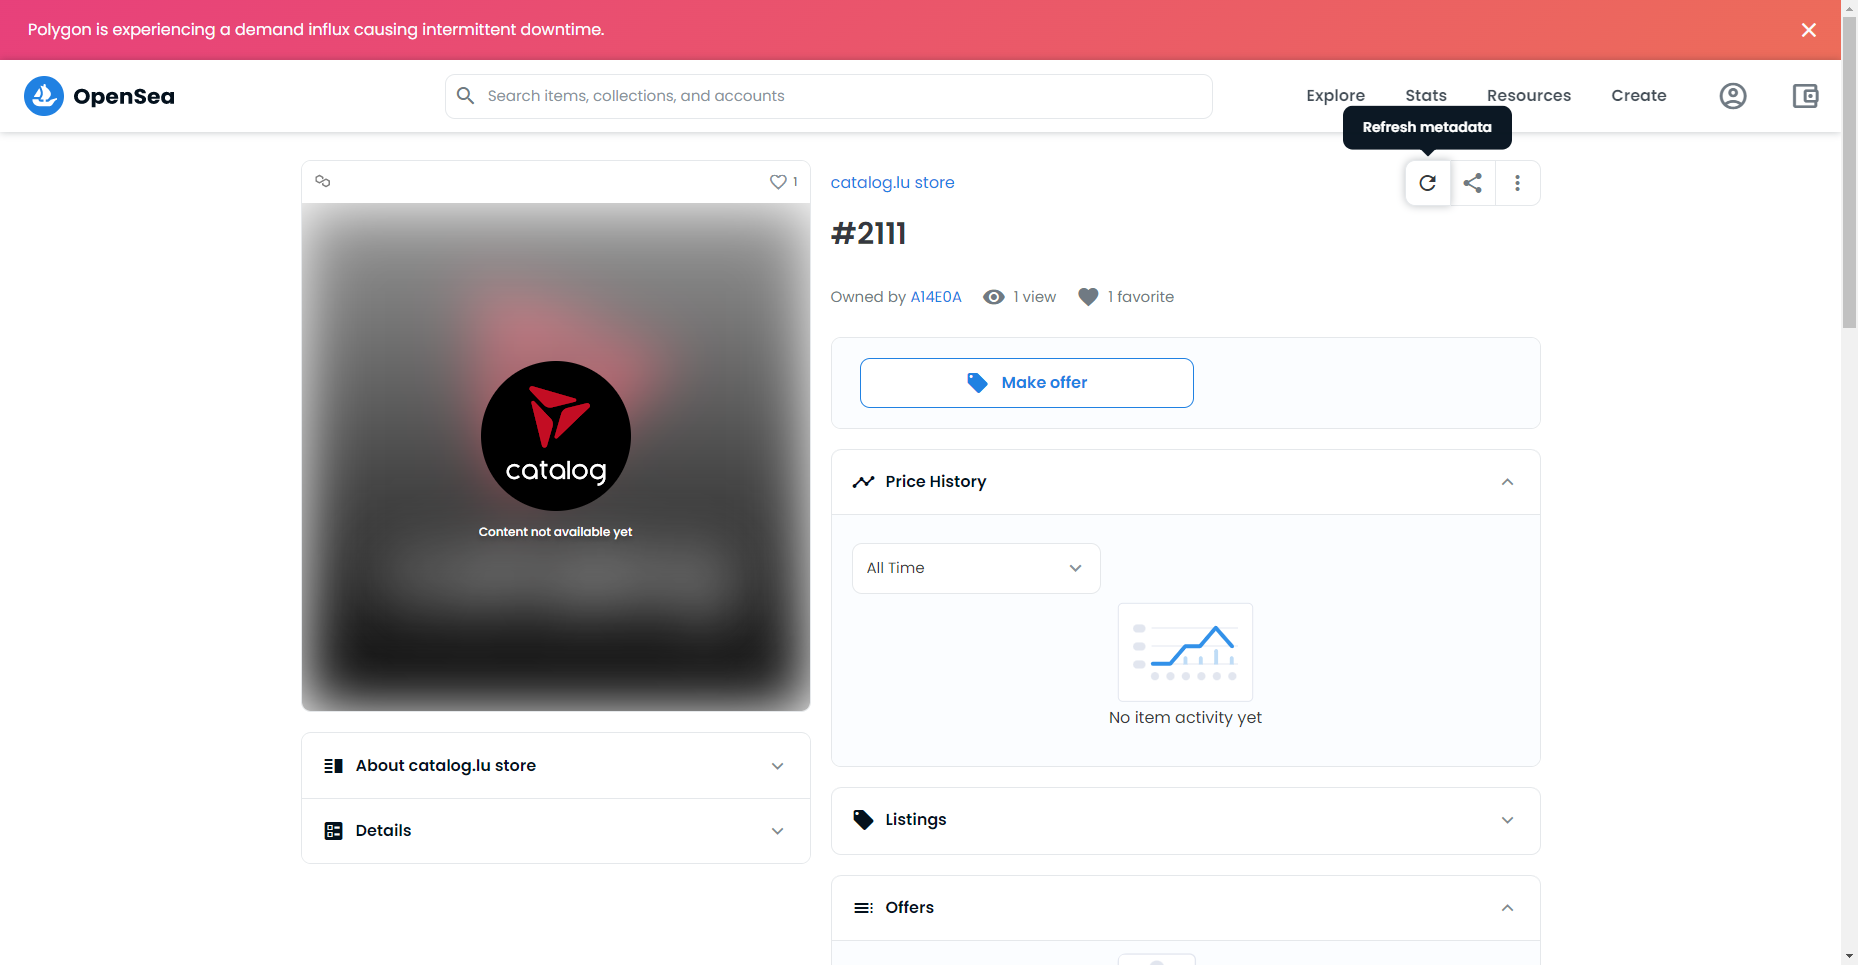 Polygon is experiencing a demand influx causing intermittent downtime.
OpenSea
Search items, collections, and accounts
Explore
Stats
Resources
Create
Refresh metadata
1
catalog.lu store
#2111
Owned by A14E0A
1 view
1 favorite
Make offer
catalog
Content not available yet
Price History
All Time
No item activity yet
About catalog.lu store
Details
Listings
Offers